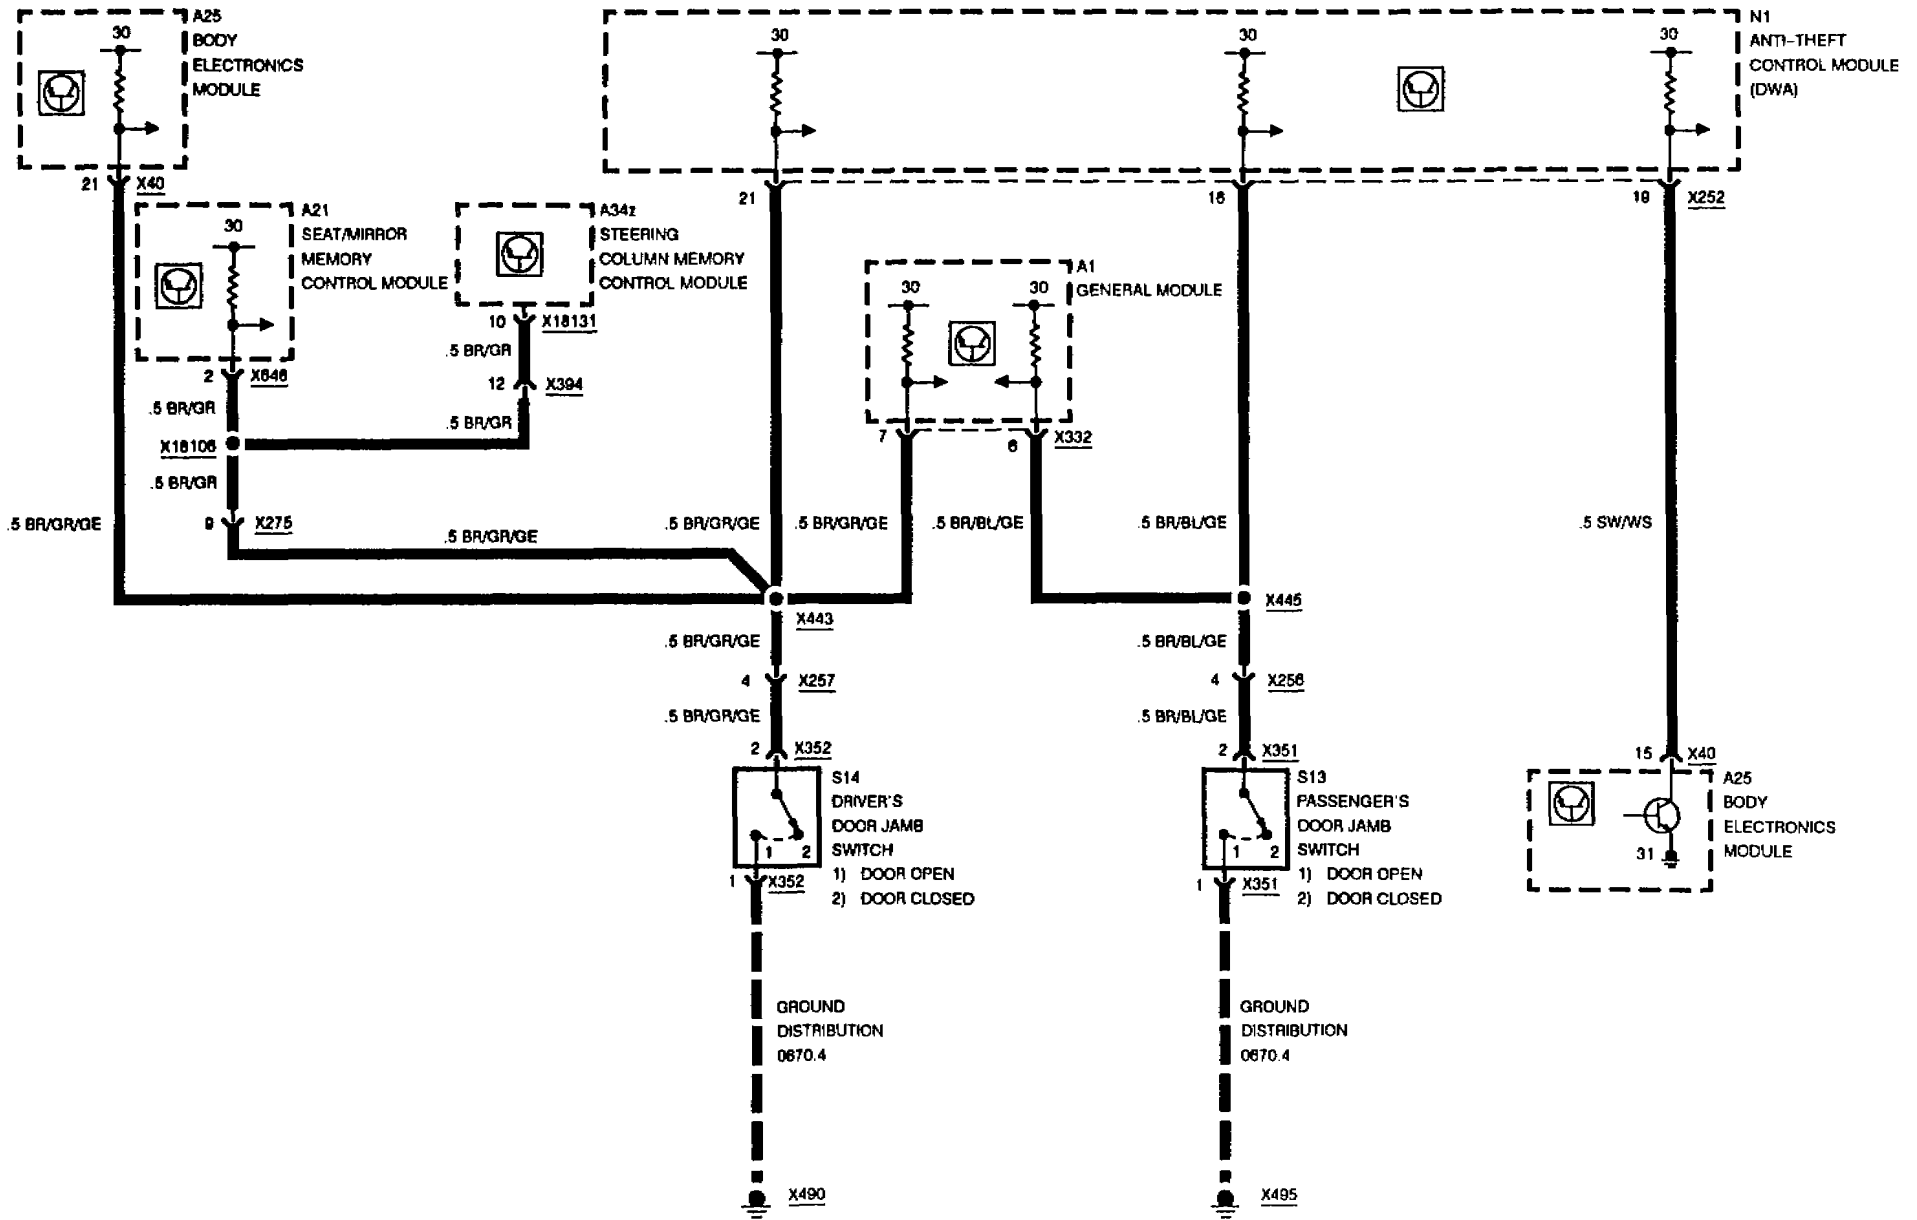 A25
BODY
ELECTRONICS
MODULE
30
21
X40
A21
SEAT/MIRROR
MEMORY
CONTROL MODULE
30
2
X646
.5 BR/GR
X18106
.5 BR/GR
9
X275
.5 BR/GR/GE
.5 BR/GR/GE
A34z
STEERING
COLUMN MEMORY
CONTROL MODULE
10
X18131
.5 BR/GR
12
X394
.5 BR/GR
N1
ANTI-THEFT
CONTROL MODULE
(DWA)
30
30
30
21
16
19
X252
A1
GENERAL MODULE
30
30
7
6
X332
.5 BR/GR/GE
.5 BR/GR/GE
.5 BR/BL/GE
.5 BR/BL/GE
.5 SW/WS
X443
X445
.5 BR/GR/GE
.5 BR/BL/GE
4
X257
4
X256
.5 BR/GR/GE
.5 BR/BL/GE
2
X352
S14
DRIVER'S
DOOR JAMB
SWITCH
1) DOOR OPEN
2) DOOR CLOSED
1
2
1
X352
2
X351
S13
PASSENGER'S
DOOR JAMB
SWITCH
1) DOOR OPEN
2) DOOR CLOSED
1
2
1
X351
15
X40
A25
BODY
ELECTRONICS
MODULE
31
GROUND
DISTRIBUTION
0670.4
GROUND
DISTRIBUTION
0670.4
X490
X495